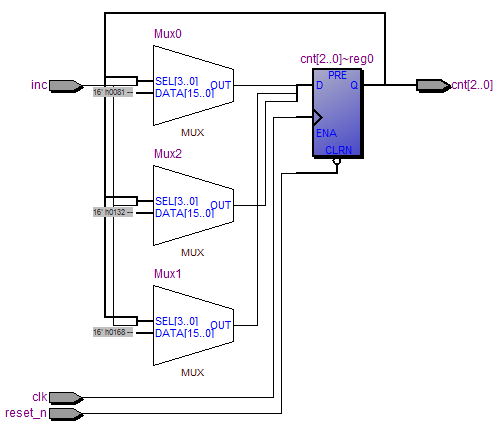 Mux0
cnt[2..0]~reg0
PRE
inc
SEL[3..0]
OUT
D
Q
cnt[2..0]
16' h0081 --
DATA[15..0]
MUX
ENA
Mux2
CLRN
SEL[3..0]
OUT
16' h0132 --
DATA[15..0]
MUX
Mux1
SEL[3..0]
OUT
16' h0168 --
DATA[15..0]
MUX
clk
reset_n